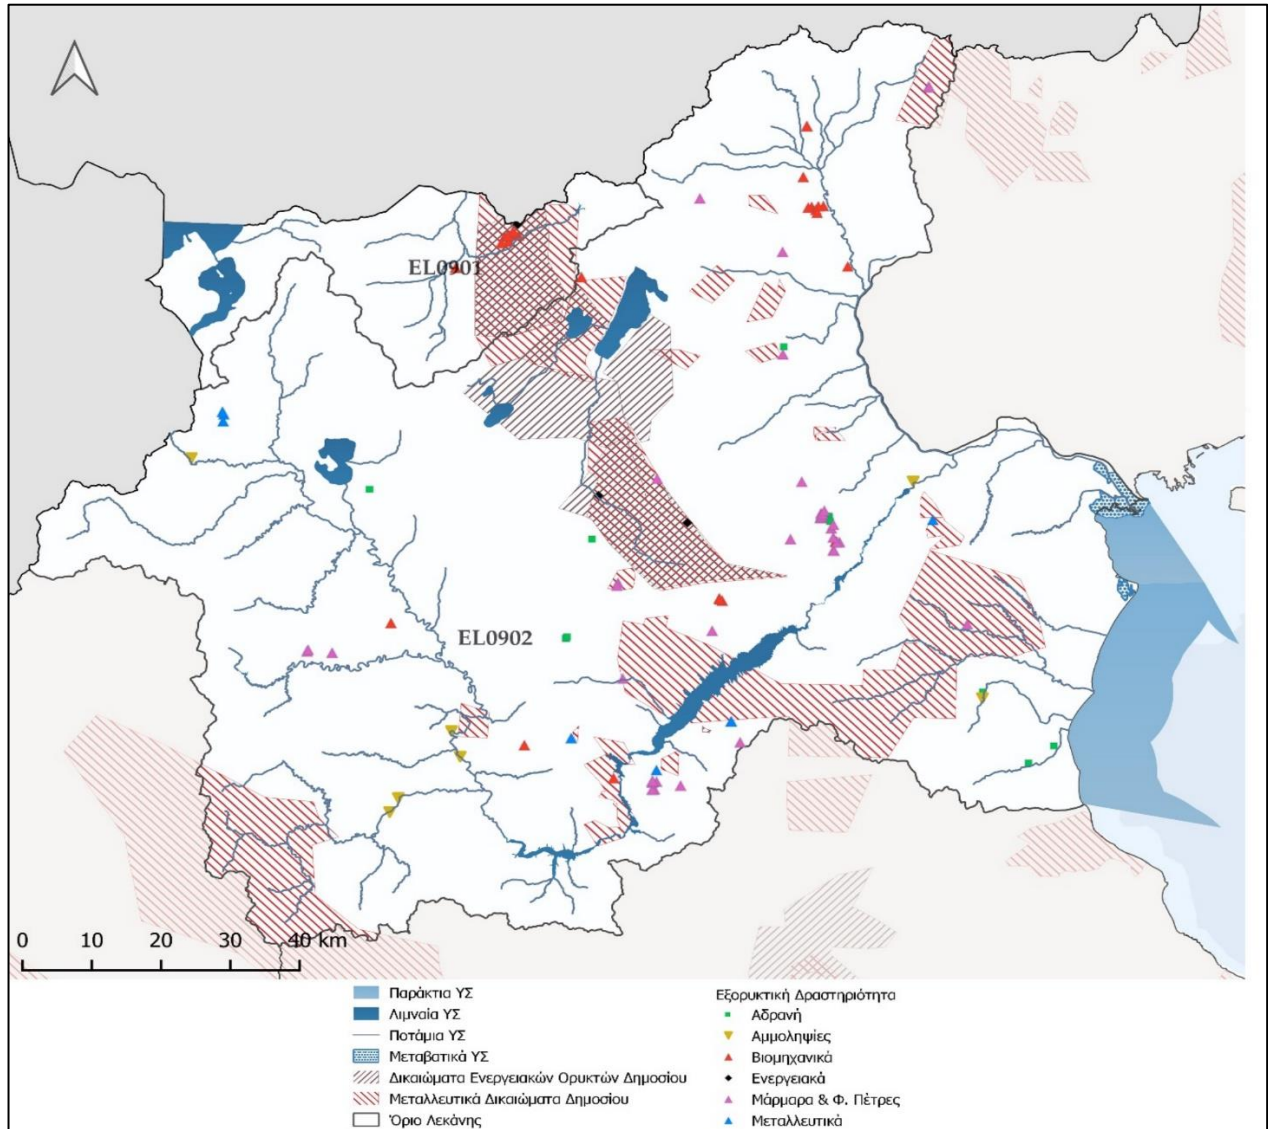 EL0901
EL0902
0 10 20 30 40 km
Παράκτια ΥΣ
Λιμναία ΥΣ
Ποτάμια ΥΣ
Μεταβατικά ΥΣ
Δικαιώματα Ενεργειακών Ορυκτών Δημοσίου
Μεταλλευτικά Δικαιώματα Δημοσίου
Όριο Λεκάνης
Εξορυκτική Δραστηριότητα
Αδρανή
Αμμοληψίες
Βιομηχανικά
Ενεργειακά
Μάρμαρα & Φ. Πέτρες
Μεταλλευτικά